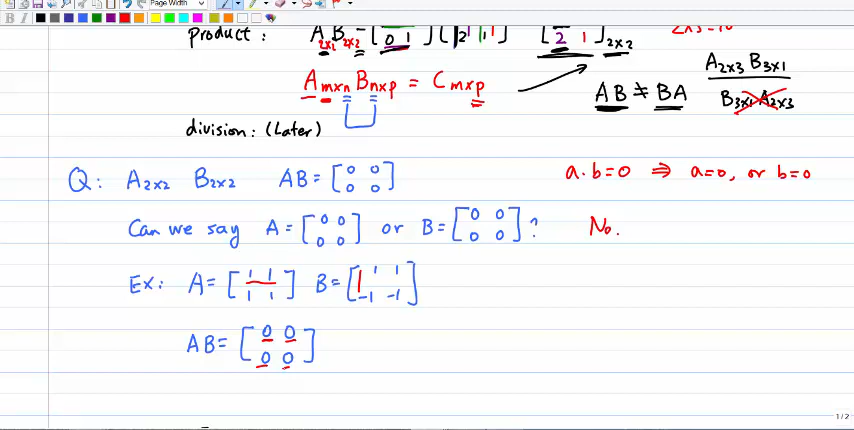 Page Width
product: A₂ₓ₂ B₂ₓ₂ = [0 1] [2 1 1] [2 1]₂ₓ₂
Aₘₓₙ Bₙₓₚ = Cₘₓₚ
AB ≠ BA
A₂ₓ₃ B₃ₓ₁
B₃ₓ₁ A₂ₓ₃
division: (Later)
Q: A₂ₓ₂ B₂ₓ₂ AB = [0 0; 0 0]
a·b=0 ⇒ a=0, or b=0
Can we say A = [0 0; 0 0] or B = [0 0; 0 0]?
No.
Ex: A = [1 1; 1 1] B = [1 1; -1 -1]
AB = [0 0; 0 0]
1/2